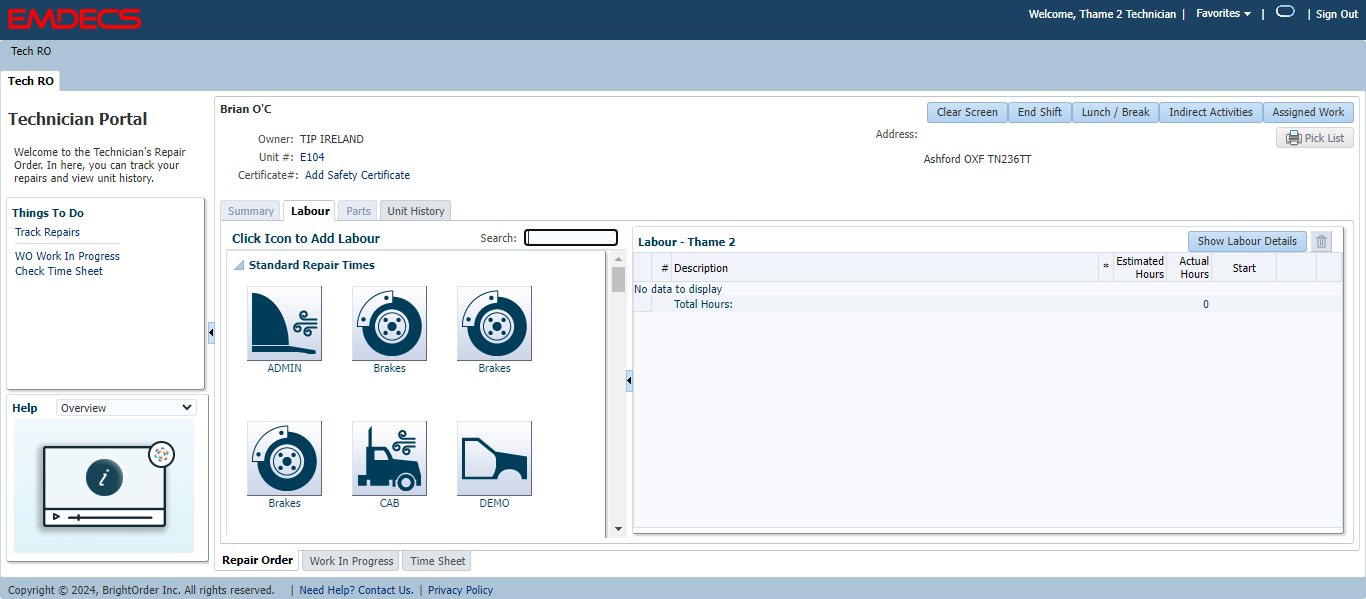 EMDECS
Welcome, Thame 2 Technician | Favorites | | Sign Out
Tech RO
Tech RO
Technician Portal
Welcome to the Technician's Repair
Order. In here, you can track your
repairs and view unit history.
Things To Do
Track Repairs
WO Work In Progress
Check Time Sheet
Help Overview
i
Brian O'C
Clear Screen End Shift Lunch / Break Indirect Activities Assigned Work
Owner: TIP IRELAND
Unit #: E104
Certificate#: Add Safety Certificate
Address:
Pick List
Ashford OXF TN236TT
Summary Labour Parts Unit History
Click Icon to Add Labour Search:
Standard Repair Times
ADMIN Brakes Brakes
Brakes CAB DEMO
Labour - Thame 2 Show Labour Details
# Description * Estimated Hours Actual Hours Start
No data to display
Total Hours: 0
Repair Order Work In Progress Time Sheet
Copyright © 2024, BrightOrder Inc. All rights reserved. | Need Help? Contact Us. | Privacy Policy